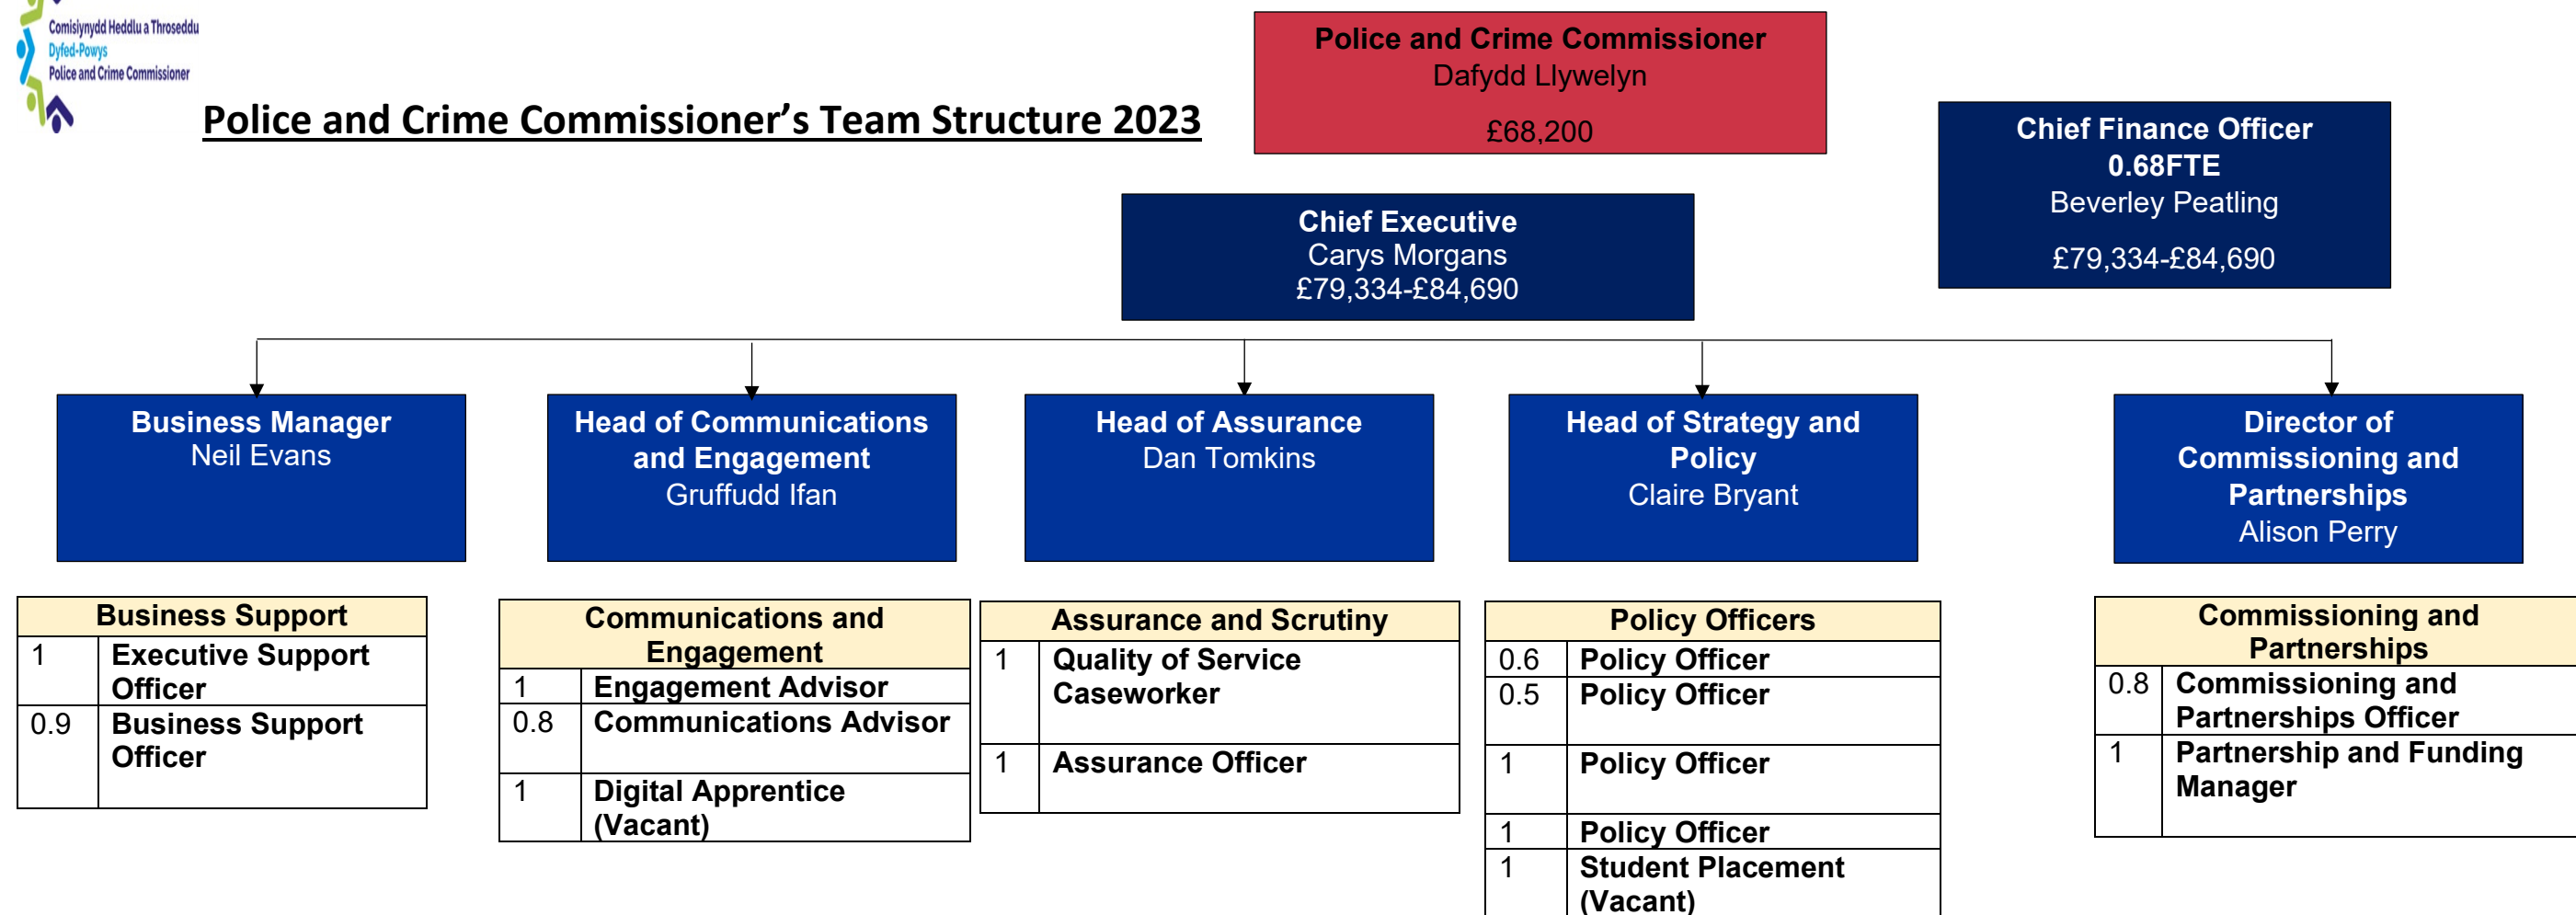 Comisiynydd Heddlu a Throseddu
Dyfed-Powys
Police and Crime Commissioner
Police and Crime Commissioner’s Team Structure 2023
Police and Crime Commissioner
Dafydd Llywelyn
£68,200
Chief Finance Officer
0.68FTE
Beverley Peatling
£79,334-£84,690
Chief Executive
Carys Morgans
£79,334-£84,690
Business Manager
Neil Evans
Head of Communications
and Engagement
Gruffudd Ifan
Head of Assurance
Dan Tomkins
Head of Strategy and
Policy
Claire Bryant
Director of
Commissioning and
Partnerships
Alison Perry
Business Support
1 Executive Support
Officer
0.9 Business Support
Officer
Communications and
Engagement
1 Engagement Advisor
0.8 Communications Advisor
1 Digital Apprentice
(Vacant)
Assurance and Scrutiny
1 Quality of Service
Caseworker
1 Assurance Officer
Policy Officers
0.6 Policy Officer
0.5 Policy Officer
1 Policy Officer
1 Policy Officer
1 Student Placement
(Vacant)
Commissioning and
Partnerships
0.8 Commissioning and
Partnerships Officer
1 Partnership and Funding
Manager